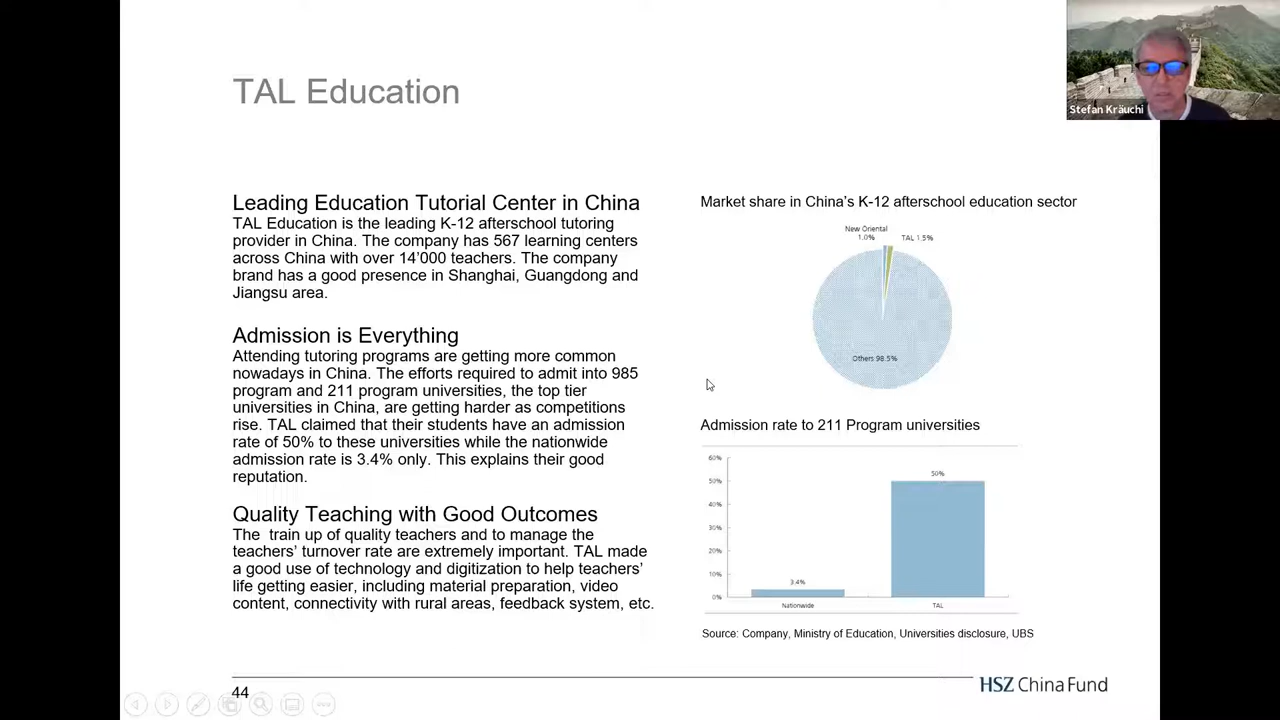 TAL Education
Stefan Kräuchi
Leading Education Tutorial Center in China
TAL Education is the leading K-12 afterschool tutoring
provider in China. The company has 567 learning centers
across China with over 14’000 teachers. The company
brand has a good presence in Shanghai, Guangdong and
Jiangsu area.
Admission is Everything
Attending tutoring programs are getting more common
nowadays in China. The efforts required to admit into 985
program and 211 program universities, the top tier
universities in China, are getting harder as competitions
rise. TAL claimed that their students have an admission
rate of 50% to these universities while the nationwide
admission rate is 3.4% only. This explains their good
reputation.
Quality Teaching with Good Outcomes
The train up of quality teachers and to manage the
teachers’ turnover rate are extremely important. TAL made
a good use of technology and digitization to help teachers’
life getting easier, including material preparation, video
content, connectivity with rural areas, feedback system, etc.
Market share in China’s K-12 afterschool education sector
New Oriental
1.0%
TAL 1.5%
Others 98.5%
Admission rate to 211 Program universities
60%
50%
40%
30%
20%
10%
0%
3.4%
50%
Nationwide
TAL
Source: Company, Ministry of Education, Universities disclosure, UBS
44
HSZ China Fund